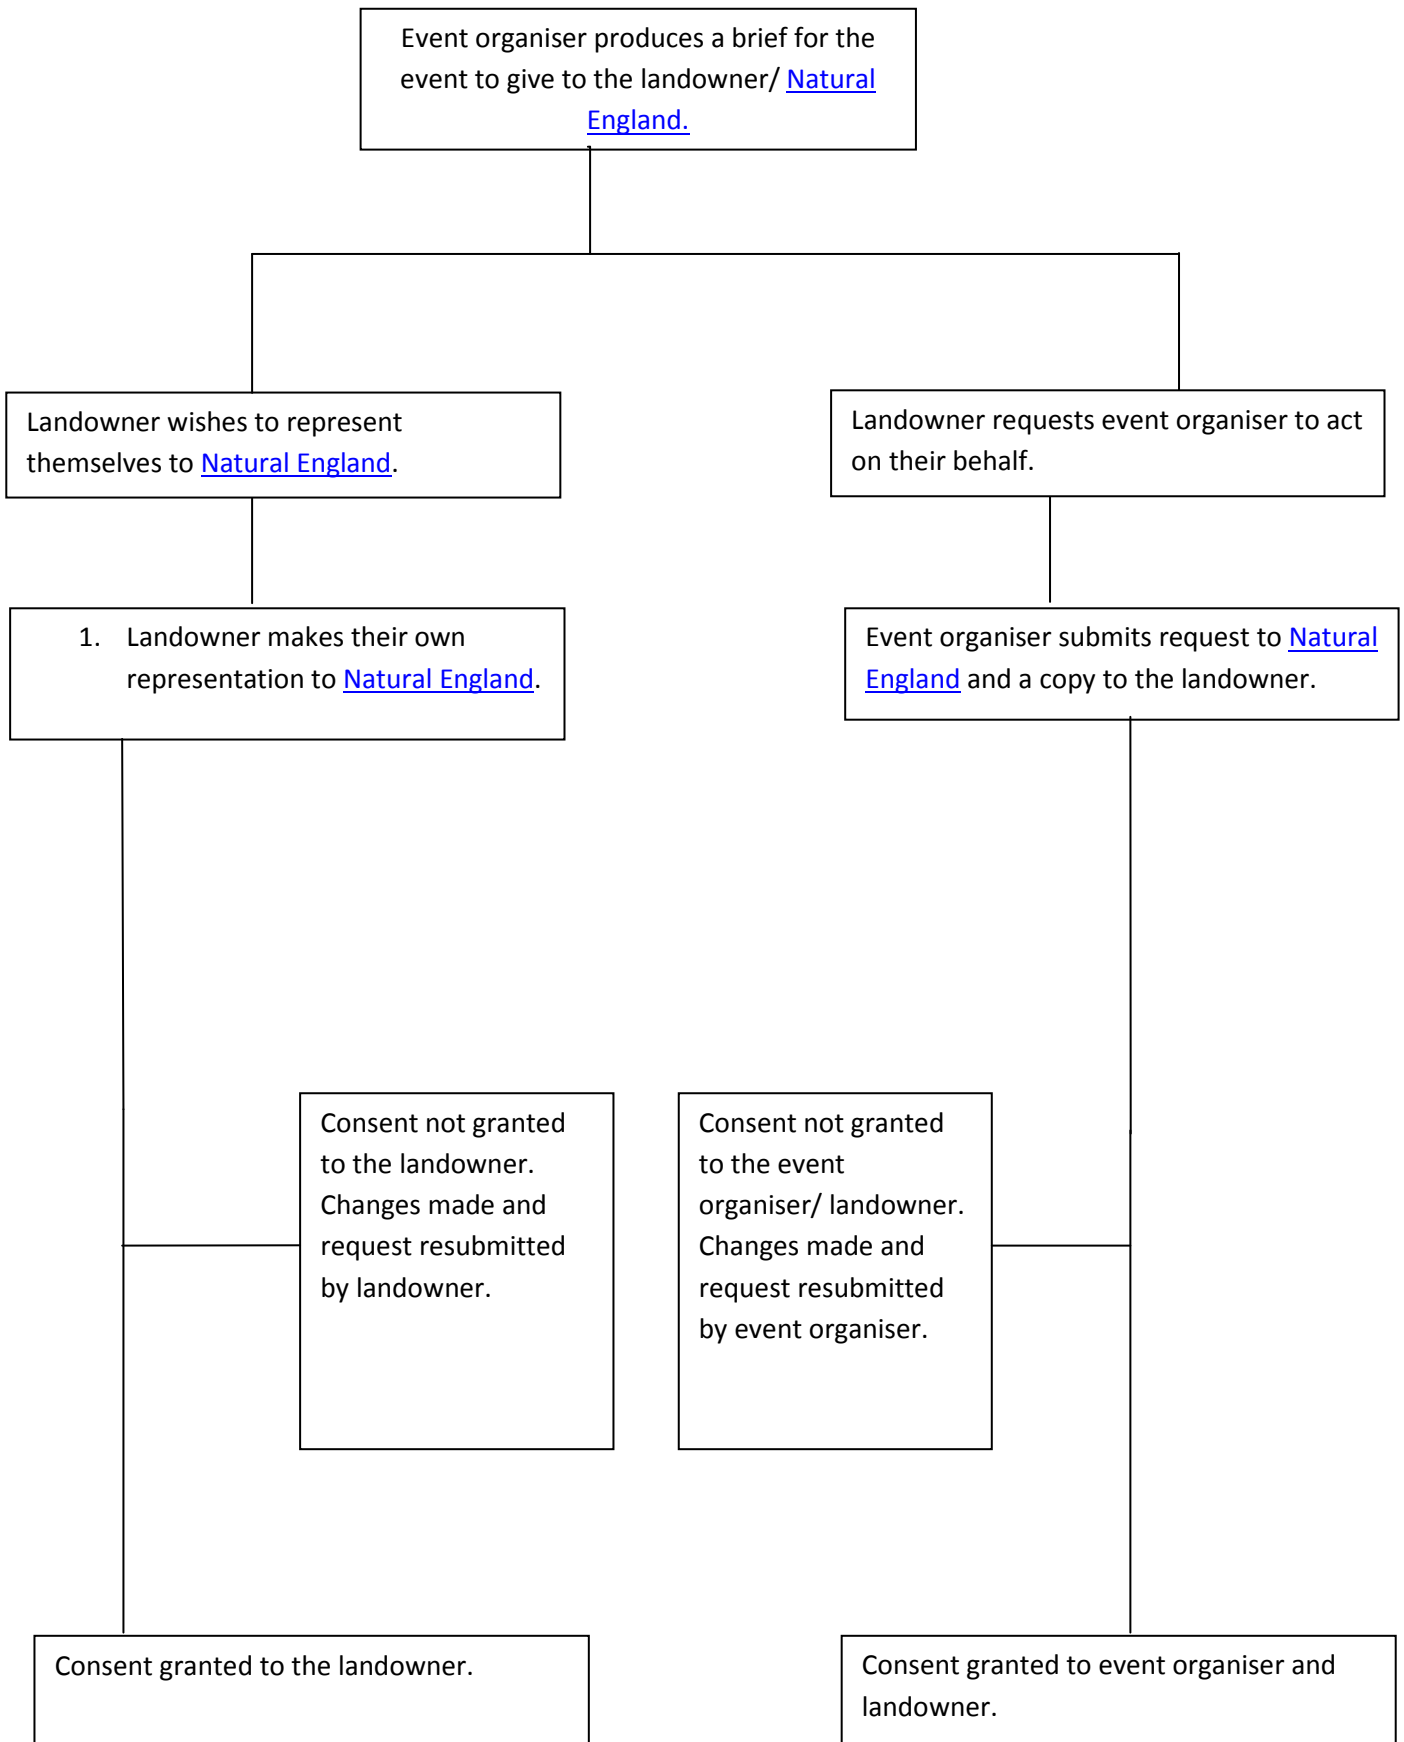 Event organiser produces a brief for the
event to give to the landowner/ Natural
England.
Landowner wishes to represent
themselves to Natural England.
Landowner requests event organiser to act
on their behalf.
1. Landowner makes their own
representation to Natural England.
Event organiser submits request to Natural
England and a copy to the landowner.
Consent not granted
to the landowner.
Changes made and
request resubmitted
by landowner.
Consent not granted
to the event
organiser/ landowner.
Changes made and
request resubmitted
by event organiser.
Consent granted to the landowner.
Consent granted to event organiser and
landowner.